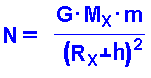 N = G·M_X·m / (R_X+h)²